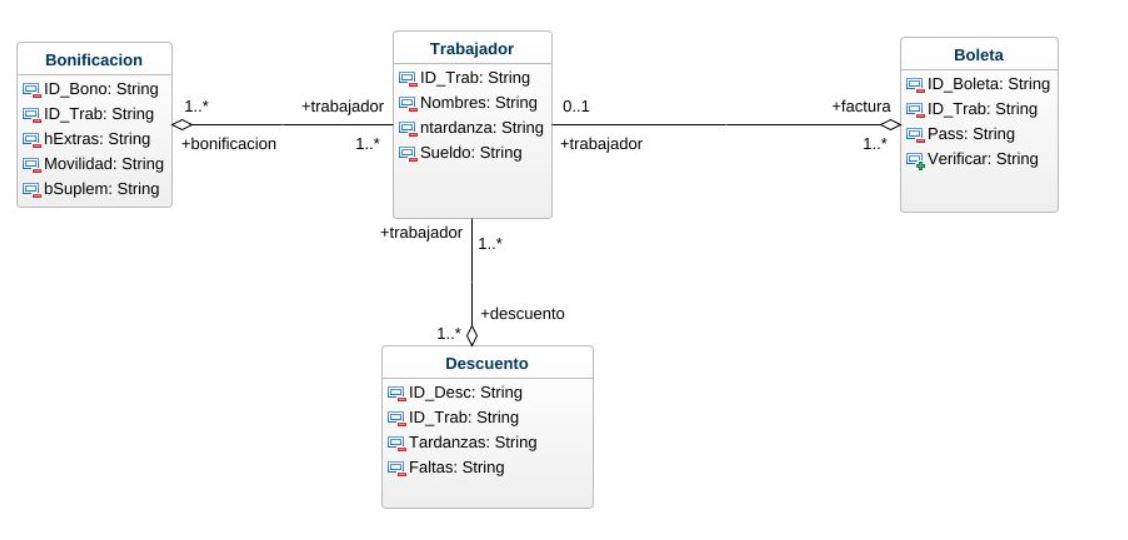 Bonificacion
ID_Bono: String
ID_Trab: String
hExtras: String
Movilidad: String
bSuplem: String
1..*
+bonificacion
+trabajador
1..*
Trabajador
ID_Trab: String
Nombres: String
ntardanza: String
Sueldo: String
0..1
+trabajador
+factura
1..*
Boleta
ID_Boleta: String
ID_Trab: String
Pass: String
Verificar: String
+trabajador
1..*
+descuento
1..*
Descuento
ID_Desc: String
ID_Trab: String
Tardanzas: String
Faltas: String